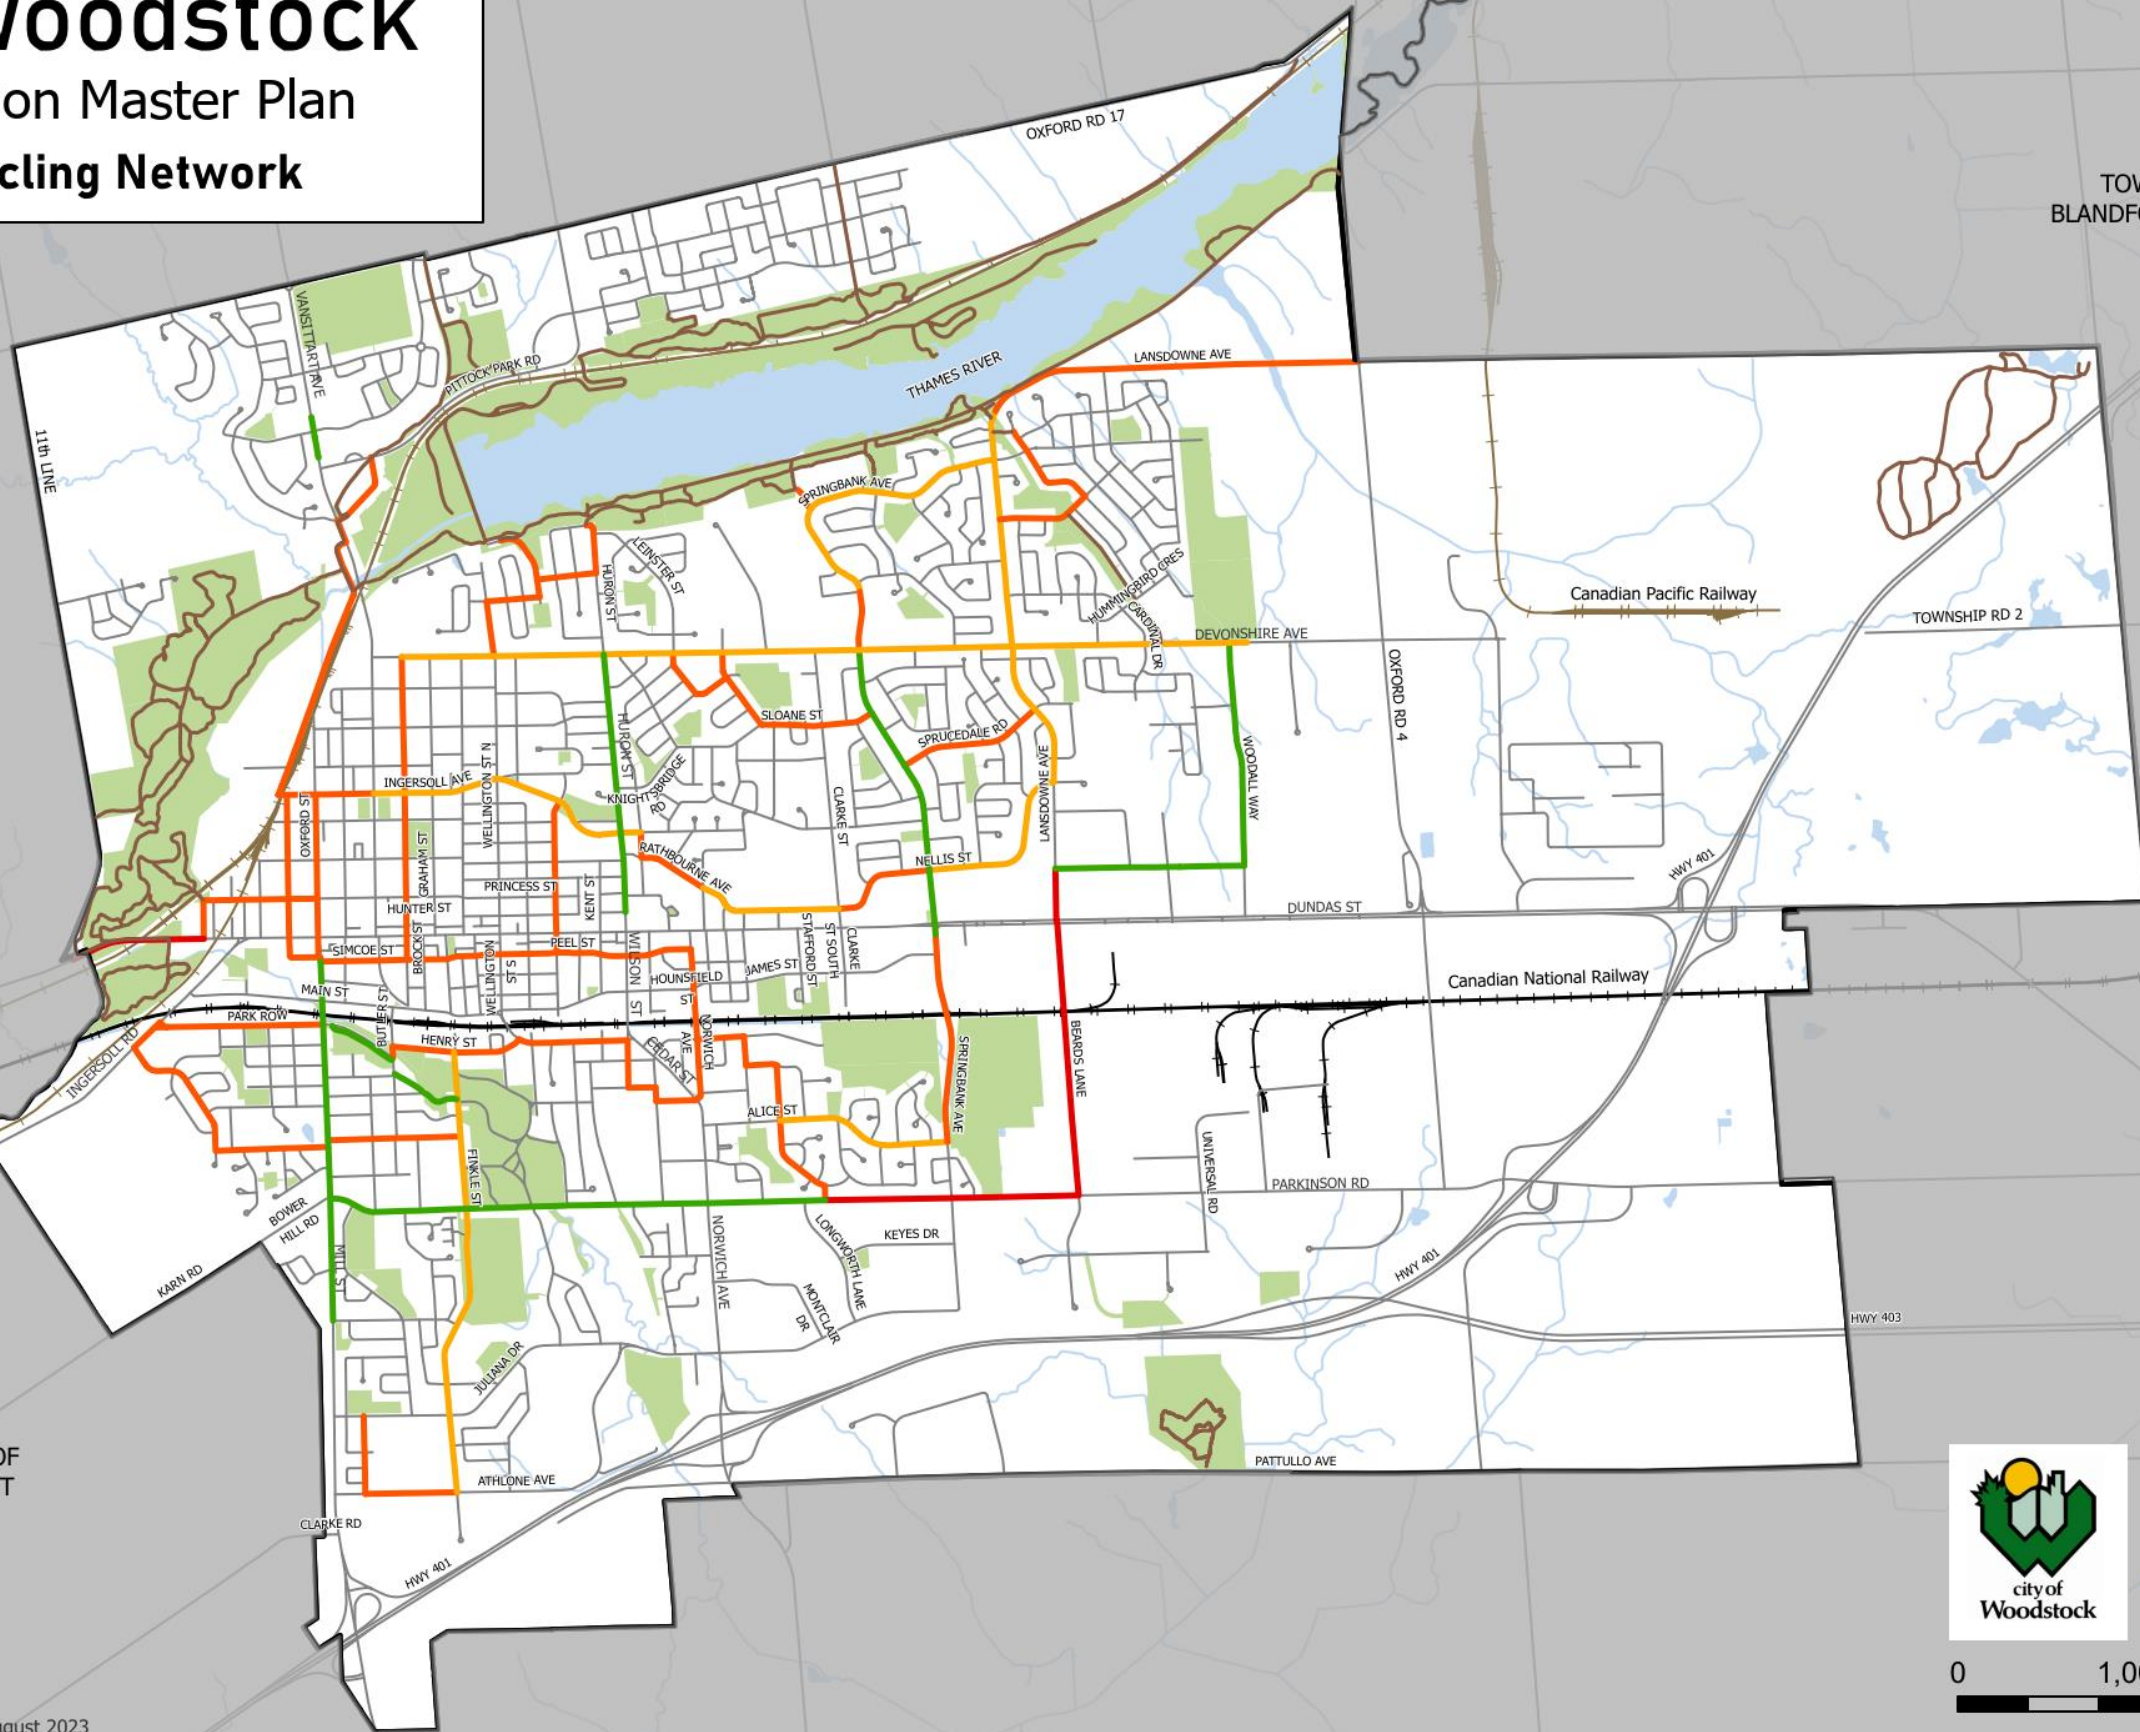 Woodstock
on Master Plan
cling Network
OXFORD RD 17
TOW
BLANDFO
VANSITTART AVE
PITTOCK PARK RD
LANSDOWNE AVE
THAMES RIVER
11th LINE
SPRINGBANK AVE
LEINSTER ST
HURON ST
HUMMINGBIRD CRES
CARDINAL DR
Canadian Pacific Railway
TOWNSHIP RD 2
DEVONSHIRE AVE
OXFORD RD 4
SLOANE ST
SPRUCEDALE RD
HURON ST
WELLINGTON ST N
INGERSOLL AVE
KNIGHTSBRIDGE
RD
LANSDOWNE AVE
WOODALL WAY
OXFORD ST
CLARKE ST
GRAHAM ST
RATHBOURNE AVE
NELLIS ST
HWY 401
PRINCESS ST
KENT ST
HUNTER ST
DUNDAS ST
BROCK ST
SIMCOE ST
PEEL ST
WELLINGTON
ST S
WILSON ST
STAFFORD ST
CLARKE
ST SOUTH
HOUNSFIELD
ST
JAMES ST
Canadian National Railway
MAIN ST
BUTLER ST
PARK ROW
HENRY ST
INGERSOLL RD
CEDAR ST
NORWICH
AVE
SPRINGBANK AVE
BEARDS LANE
ALICE ST
FINKLE ST
UNIVERSAL RD
PARKINSON RD
BOWER
HILL RD
KARN RD
MILL ST
NORWICH AVE
LONGWORTH LANE
KEYES DR
MONTCLAIR
DR
HWY 401
HWY 403
JULIANA DR
ATHLONE AVE
PATTULLO AVE
OF
T
CLARKE RD
HWY 401
city of
Woodstock
0 1,00
ugust 2023